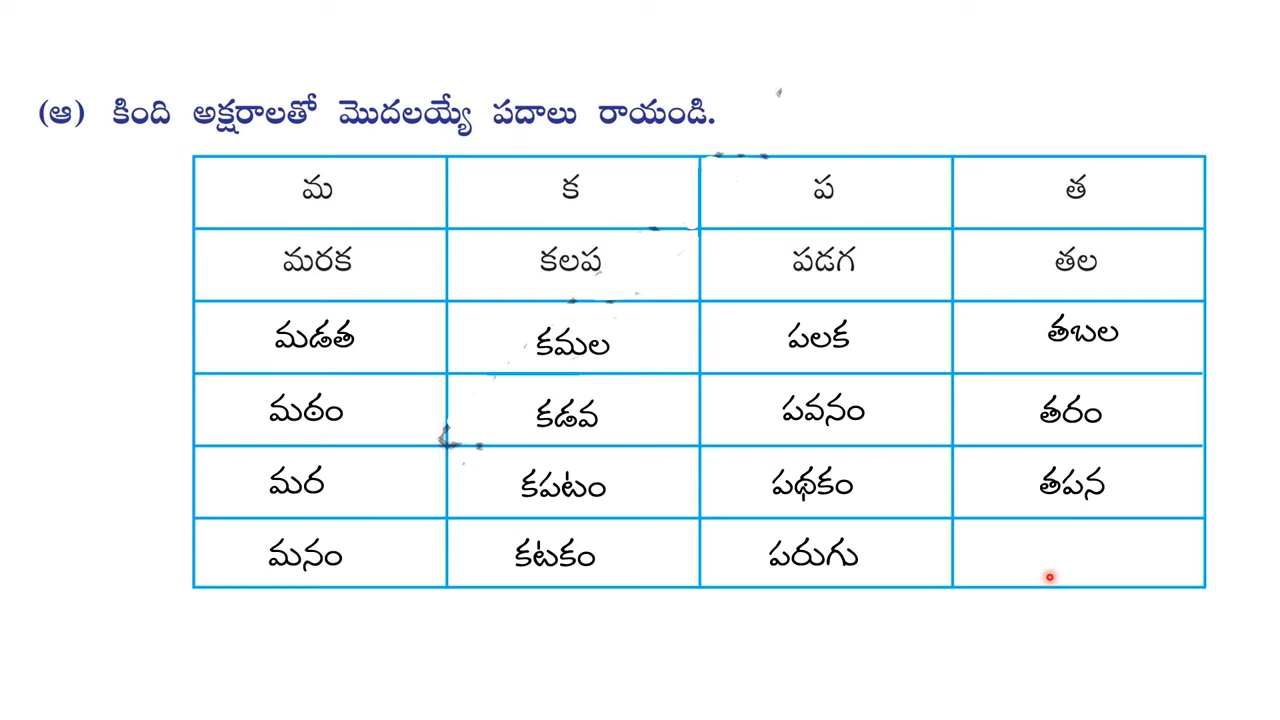 (ఆ) కింది అక్షరాలతో మొదలయ్యే పదాలు రాయండి.
మ క ప త
మరక కలప పడగ తల
మడత కమల పలక తబల
మఠం కడవ పవనం తరం
మర కపటం పథకం తపన
మనం కటకం పరుగు